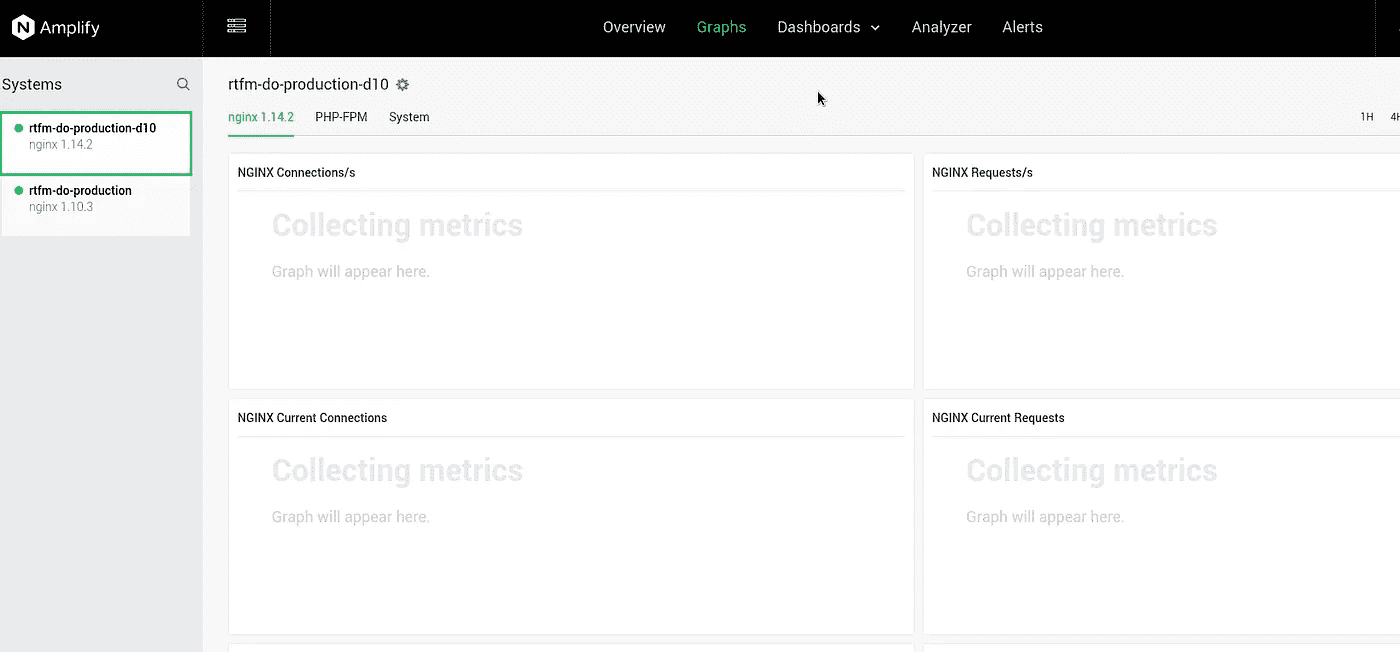 Amplify
Overview Graphs Dashboards Analyzer Alerts
Systems
rtfm-do-production-d10
nginx 1.14.2
rtfm-do-production
nginx 1.10.3
rtfm-do-production-d10
nginx 1.14.2 PHP-FPM System
1H
NGINX Connections/s
Collecting metrics
Graph will appear here.
NGINX Requests/s
Collecting metrics
Graph will appear here.
NGINX Current Connections
Collecting metrics
Graph will appear here.
NGINX Current Requests
Collecting metrics
Graph will appear here.